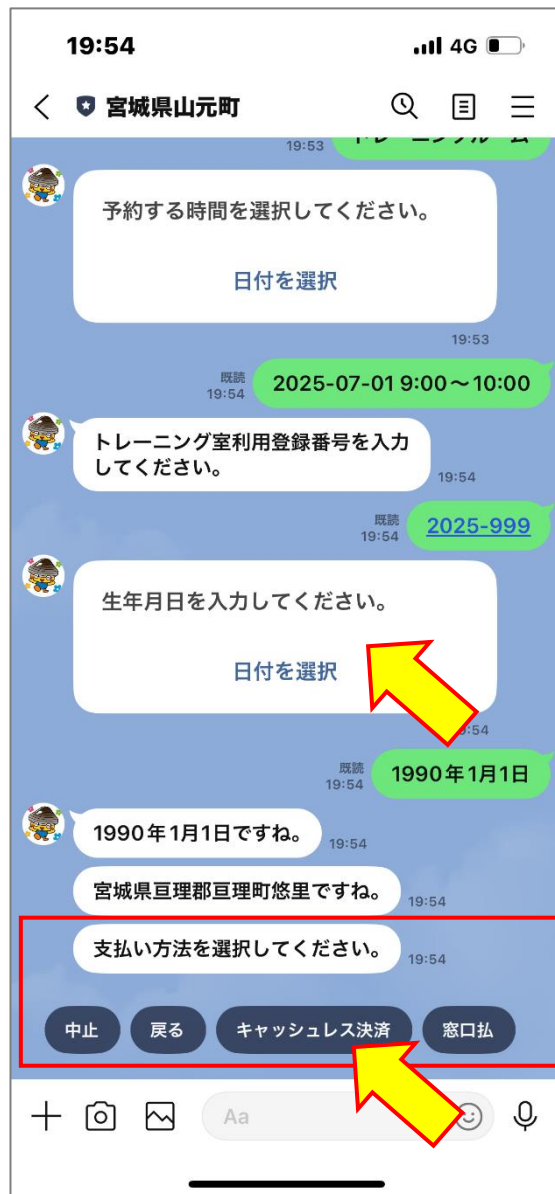 19:54
4G
宮城県山元町
19:53
予約する時間を選択してください。
日付を選択
19:53
既読
19:54
2025-07-01 9:00～10:00
トレーニング室利用登録番号を入力
してください。
19:54
既読
19:54
2025-999
生年月日を入力してください。
日付を選択
既読
19:54
1990年1月1日
1990年1月1日ですね。
19:54
宮城県亘理郡亘理町悠里ですね。
19:54
支払い方法を選択してください。
19:54
中止
戻る
キャッシュレス決済
窓口払
Aa